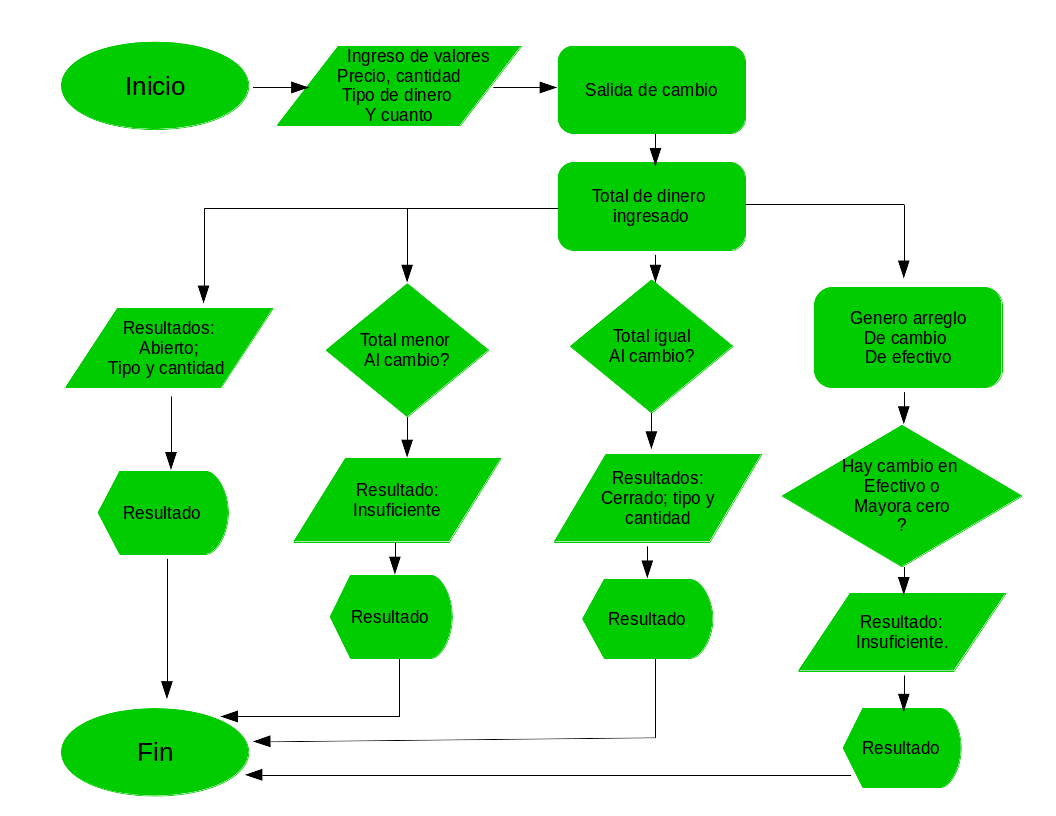 Inicio
Ingreso de valores
Precio, cantidad
Tipo de dinero
Y cuanto
Salida de cambio
Total de dinero
ingresado
Resultados:
Abierto;
Tipo y cantidad
Total menor
Al cambio?
Total igual
Al cambio?
Genero arreglo
De cambio
De efectivo
Resultado
Resultado:
Insuficiente
Resultados:
Cerrado; tipo y
cantidad
Hay cambio en
Efectivo o
Mayora cero
?
Resultado
Resultado
Resultado:
Insuficiente.
Fin
Resultado